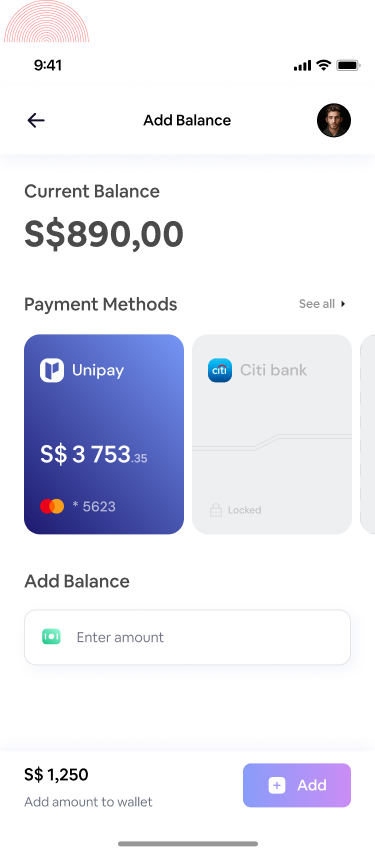 9:41
Add Balance
Current Balance
S$890,00
Payment Methods
See all
Unipay
citi
Citi bank
S$ 3 753.35
* 5623
Locked
Add Balance
Enter amount
S$ 1,250
Add amount to wallet
Add